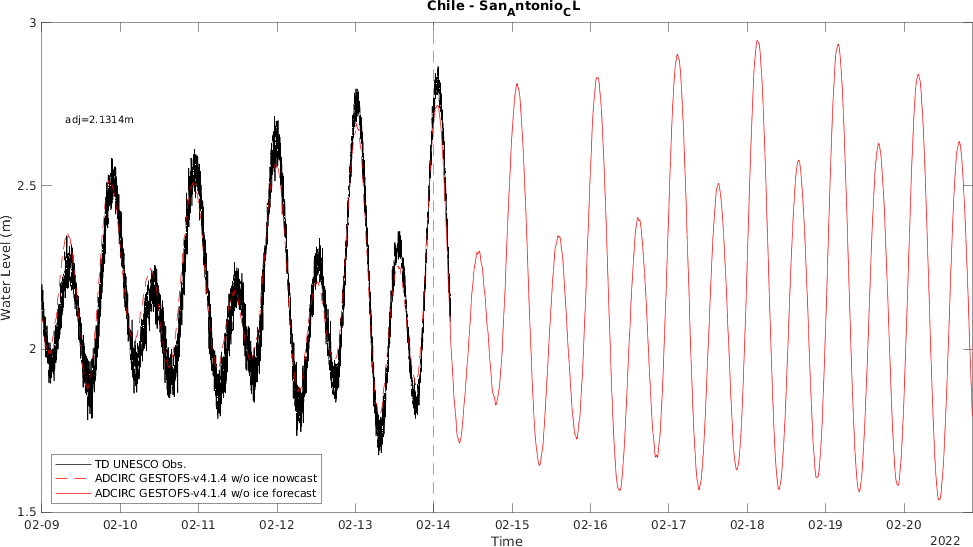 Chile - SanAntonioCL
3
2.5
2
1.5
Water Level (m)
adj=2.1314m
TD UNESCO Obs.
ADCIRC GESTOFS-v4.1.4 w/o ice nowcast
ADCIRC GESTOFS-v4.1.4 w/o ice forecast
02-09 02-10 02-11 02-12 02-13 02-14 02-15 02-16 02-17 02-18 02-19 02-20
Time
2022